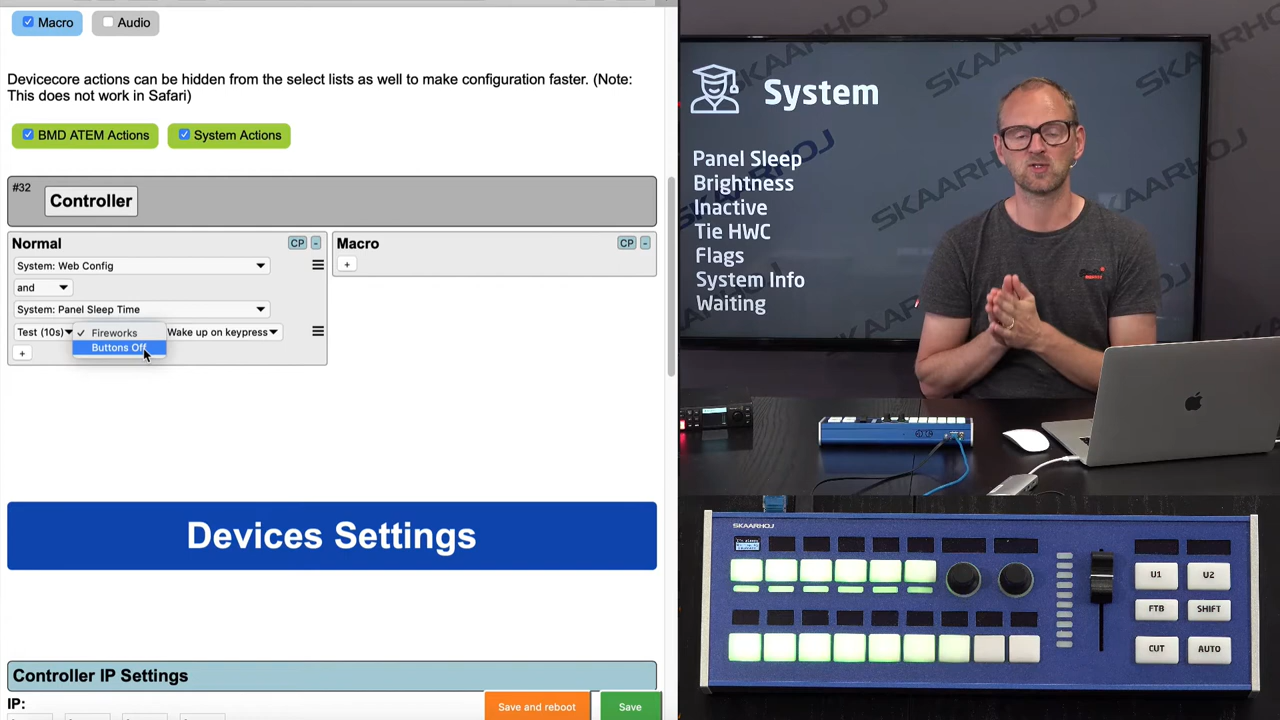 Macro
Audio
Devicecore actions can be hidden from the select lists as well to make configuration faster. (Note:
This does not work in Safari)
BMD ATEM Actions
System Actions
#32
Controller
Normal
CP
-
System: Web Config
and
System: Panel Sleep Time
Test (10s)
✓ Fireworks
Buttons Off
Wake up on keypress
+
Macro
CP
-
+
Devices Settings
Controller IP Settings
IP:
Save and reboot
Save
System
Panel Sleep
Brightness
Inactive
Tie HWC
Flags
System Info
Waiting
SKAARHOJ
SKAARHOJ
SKAARHOJ
SKAARHOJ
SKAARHOJ
U1
U2
FTB
SHIFT
CUT
AUTO